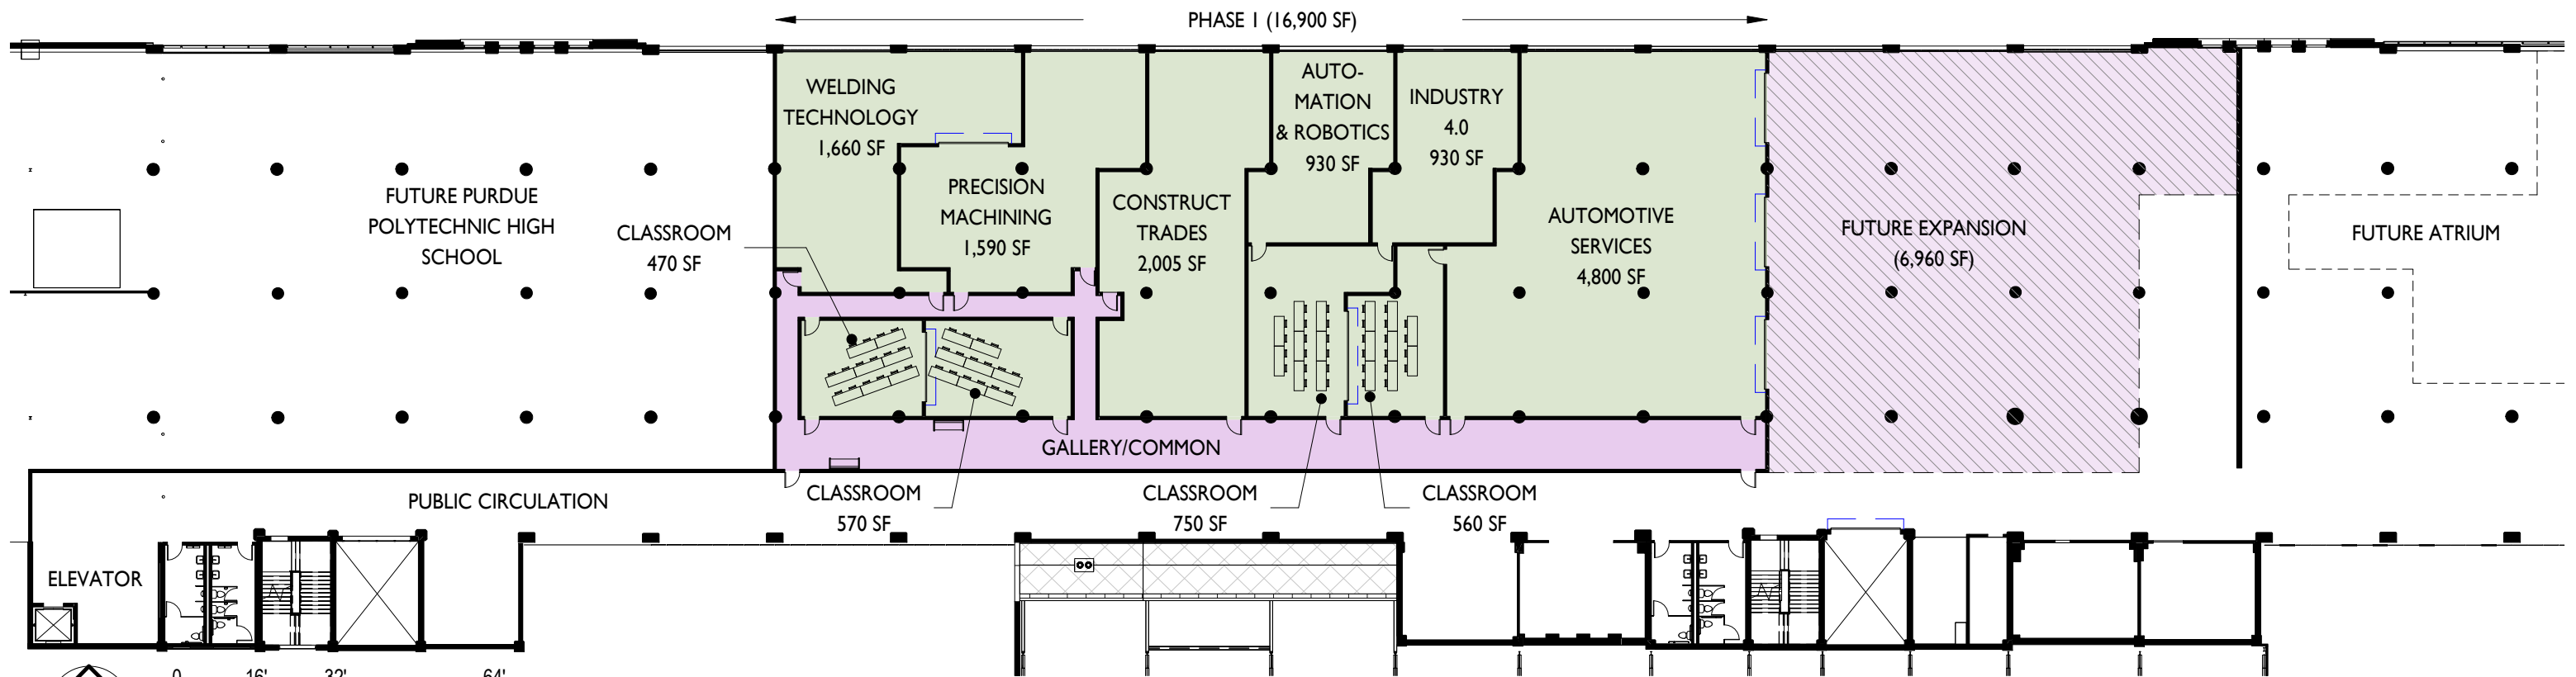 PHASE 1 (16,900 SF)
WELDING
TECHNOLOGY
1,660 SF
PRECISION
MACHINING
1,590 SF
CONSTRUCT
TRADES
2,005 SF
AUTO-
MATION
& ROBOTICS
930 SF
INDUSTRY
4.0
930 SF
AUTOMOTIVE
SERVICES
4,800 SF
FUTURE EXPANSION
(6,960 SF)
FUTURE ATRIUM
FUTURE PURDUE
POLYTECHNIC HIGH
SCHOOL
CLASSROOM
470 SF
GALLERY/COMMON
PUBLIC CIRCULATION
CLASSROOM
570 SF
CLASSROOM
750 SF
CLASSROOM
560 SF
ELEVATOR
0 16' 32' 64'